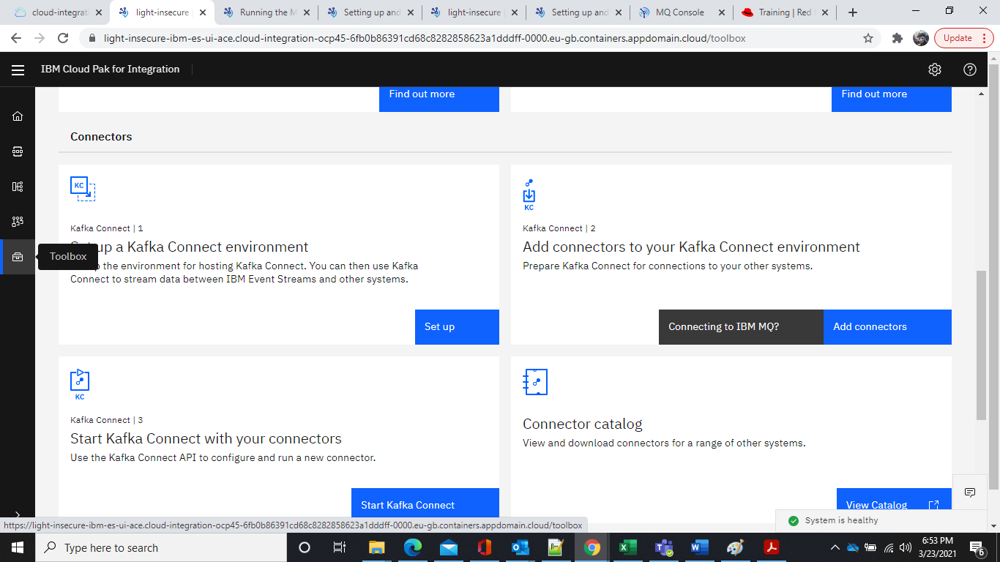 cloud-integrat
light-insecure
Running the M
Setting up and
light-insecure
Setting up and
MQ Console
Training | Red
light-insecure-ibm-es-ui-ace.cloud-integration-ocp45-6fb0b86391cd68c8282858623a1dddff-0000.eu-gb.containers.appdomain.cloud/toolbox
Update
IBM Cloud Pak for Integration
Find out more
Find out more
Connectors
KC
KC
Kafka Connect | 1
Kafka Connect | 2
up a Kafka Connect environment
Add connectors to your Kafka Connect environment
Toolbox
the environment for hosting Kafka Connect. You can then use Kafka
Connect to stream data between IBM Event Streams and other systems.
Prepare Kafka Connect for connections to your other systems.
Set up
Connecting to IBM MQ?
Add connectors
KC
Kafka Connect | 3
Start Kafka Connect with your connectors
Use the Kafka Connect API to configure and run a new connector.
Connector catalog
View and download connectors for a range of other systems.
Start Kafka Connect
View Catalog
System is healthy
https://light-insecure-ibm-es-ui-ace.cloud-integration-ocp45-6fb0b86391cd68c8282858623a1dddff-0000.eu-gb.containers.appdomain.cloud/toolbox
Type here to search
6:53 PM
3/23/2021
6